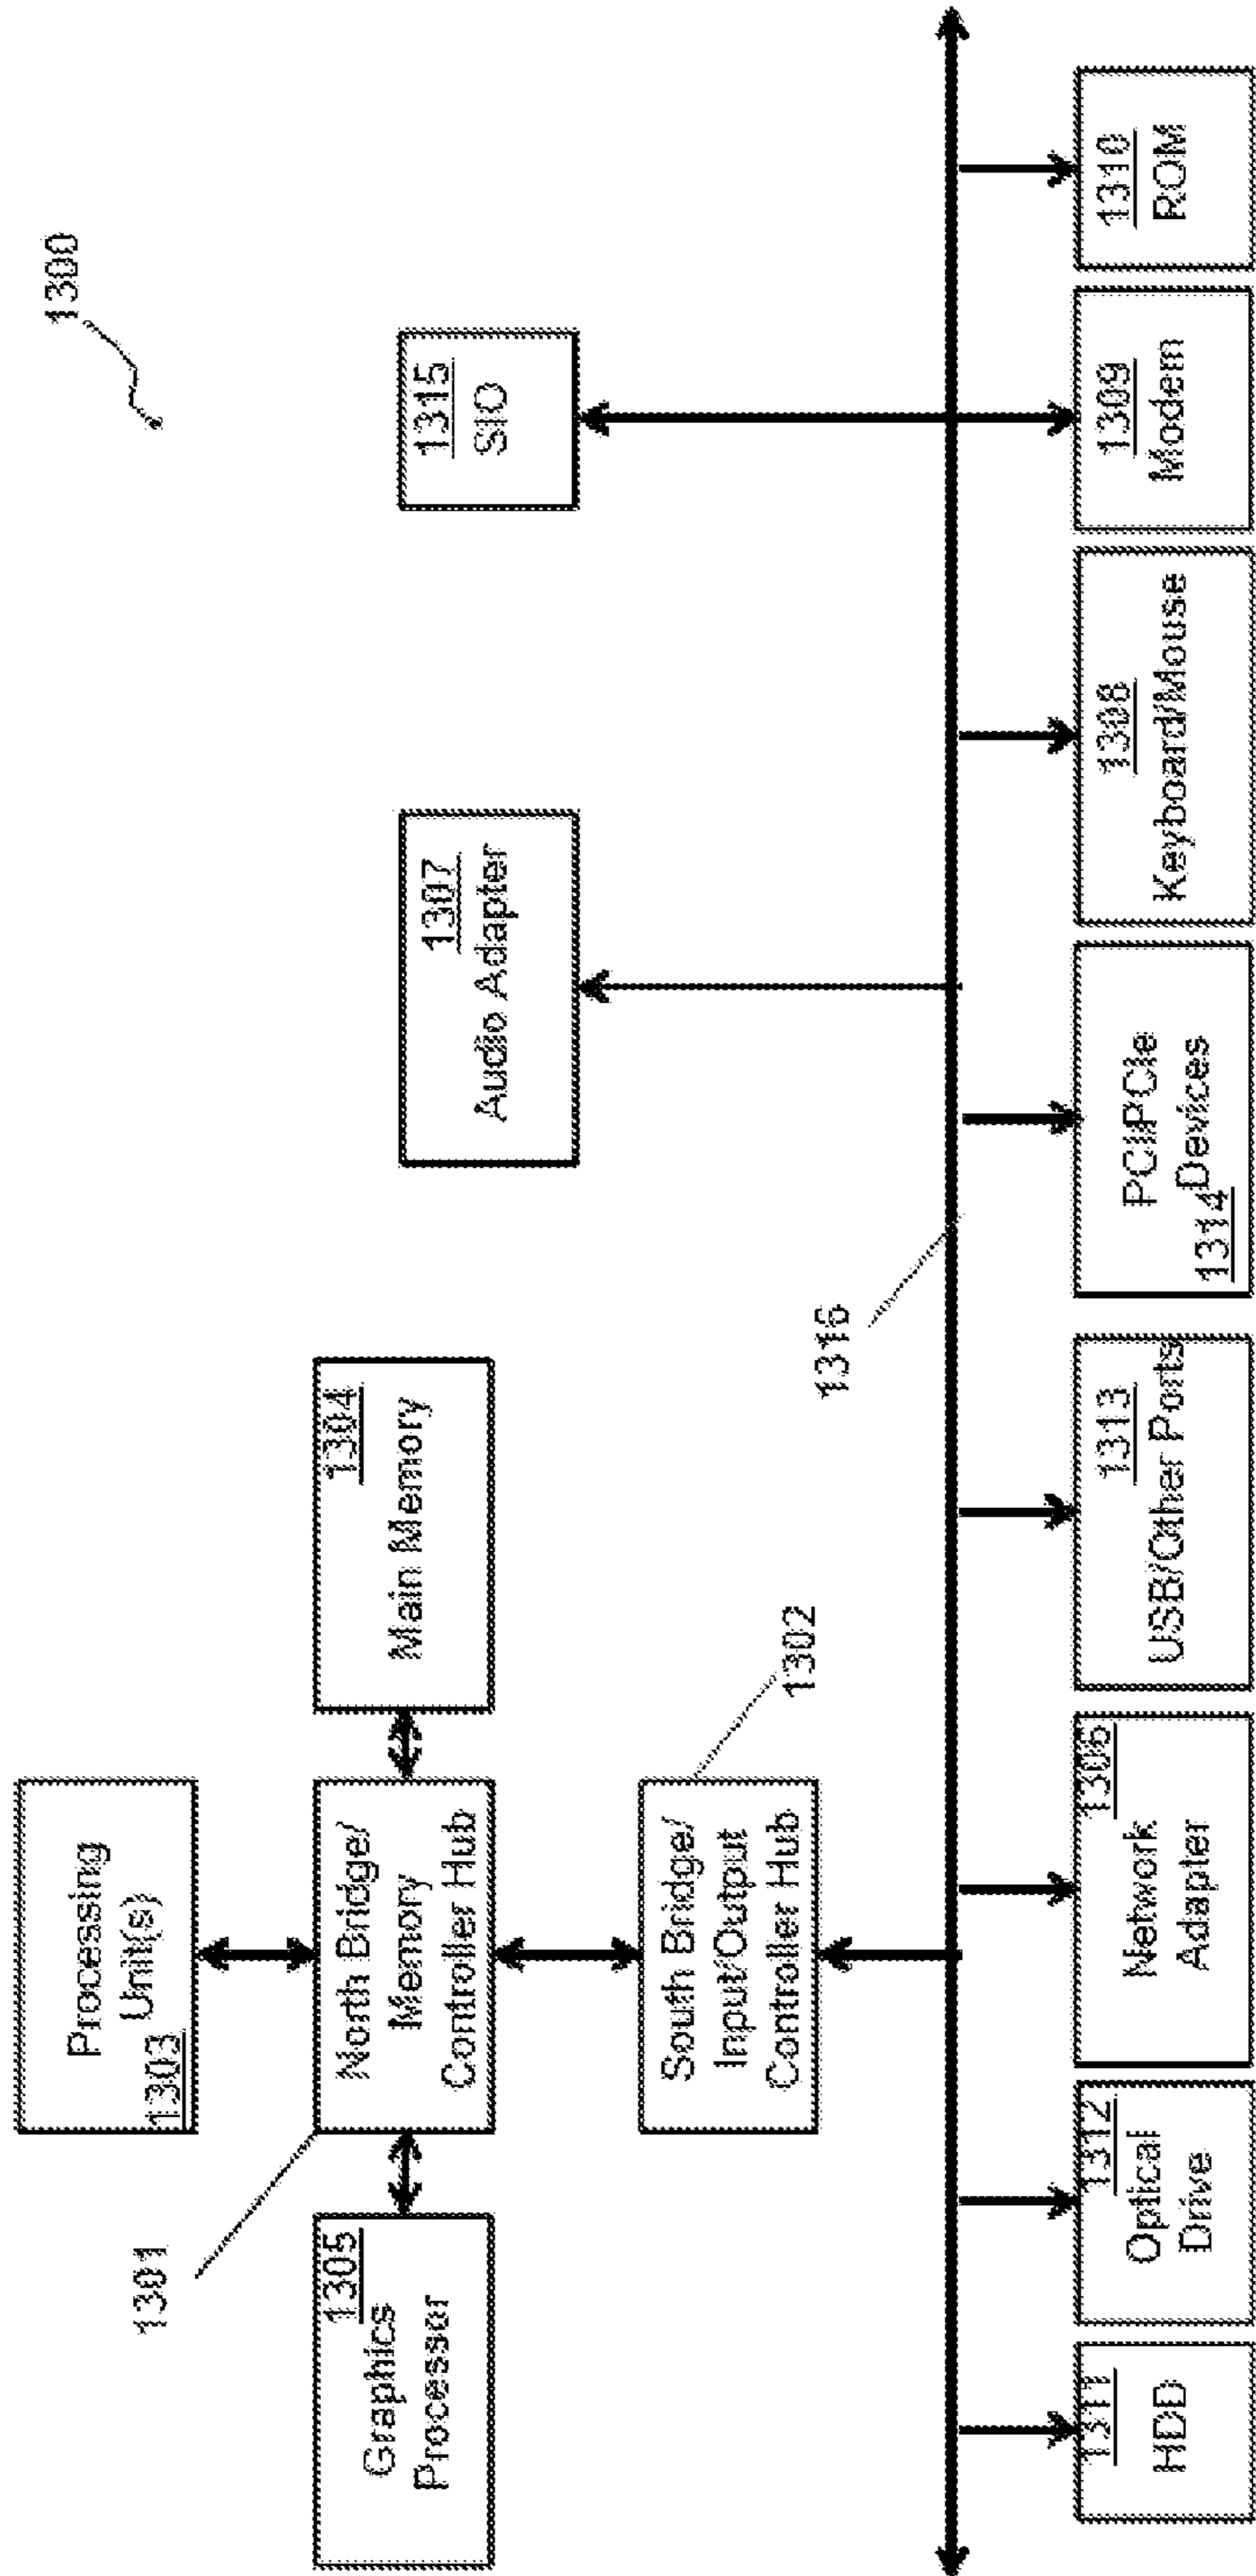 1300
Processing
Unit(s)
1303
1301
1305
Graphics
Processor
North Bridge/
Memory
Controller Hub
1304
Main Memory
1307
Audio Adapter
1315
SIO
South Bridge/
Input/Output
Controller Hub
1302
1316
1311
HDD
1312
Optical
Drive
1306
Network
Adapter
1313
USB/Other Ports
PCI/PCIe
Devices
1314
1308
Keyboard/Mouse
1309
Modem
1310
ROM